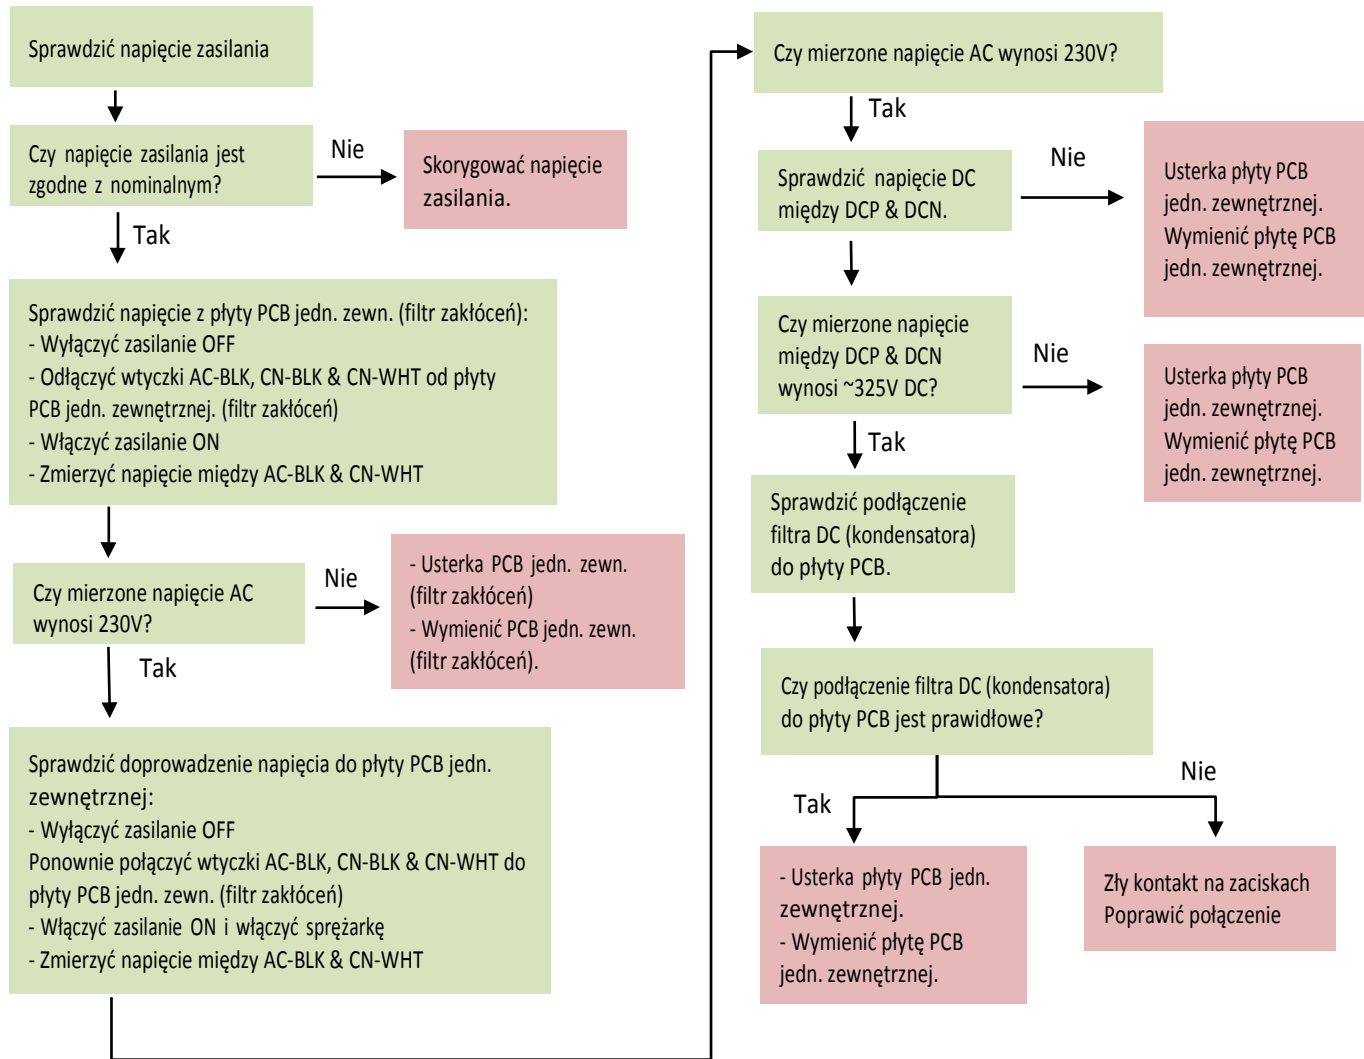 Sprawdzić napięcie zasilania
Czy napięcie zasilania jest
zgodne z nominalnym?
Nie
Skorygować napięcie
zasilania.
Tak
Sprawdzić napięcie z płyty PCB jedn. zewn. (filtr zakłóceń):
- Wyłączyć zasilanie OFF
- Odłączyć wtyczki AC-BLK, CN-BLK & CN-WHT od płyty
PCB jedn. zewnętrznej. (filtr zakłóceń)
- Włączyć zasilanie ON
- Zmierzyć napięcie między AC-BLK & CN-WHT
Czy mierzone napięcie AC
wynosi 230V?
Nie
- Usterka PCB jedn. zewn.
(filtr zakłóceń)
- Wymienić PCB jedn. zewn.
(filtr zakłóceń).
Tak
Sprawdzić doprowadzenie napięcia do płyty PCB jedn.
zewnętrznej:
- Wyłączyć zasilanie OFF
Ponownie połączyć wtyczki AC-BLK, CN-BLK & CN-WHT do
płyty PCB jedn. zewn. (filtr zakłóceń)
- Włączyć zasilanie ON i włączyć sprężarkę
- Zmierzyć napięcie między AC-BLK & CN-WHT
Czy mierzone napięcie AC wynosi 230V?
Tak
Sprawdzić napięcie DC
między DCP & DCN.
Nie
Usterka płyty PCB
jedn. zewnętrznej.
Wymienić płytę PCB
jedn. zewnętrznej.
Czy mierzone napięcie
między DCP & DCN
wynosi ~325V DC?
Nie
Usterka płyty PCB
jedn. zewnętrznej.
Wymienić płytę PCB
jedn. zewnętrznej.
Tak
Sprawdzić podłączenie
filtra DC (kondensatora)
do płyty PCB.
Czy podłączenie filtra DC (kondensatora)
do płyty PCB jest prawidłowe?
Tak
Nie
- Usterka płyty PCB jedn.
zewnętrznej.
- Wymienić płytę PCB
jedn. zewnętrznej.
Zły kontakt na zaciskach
Poprawić połączenie